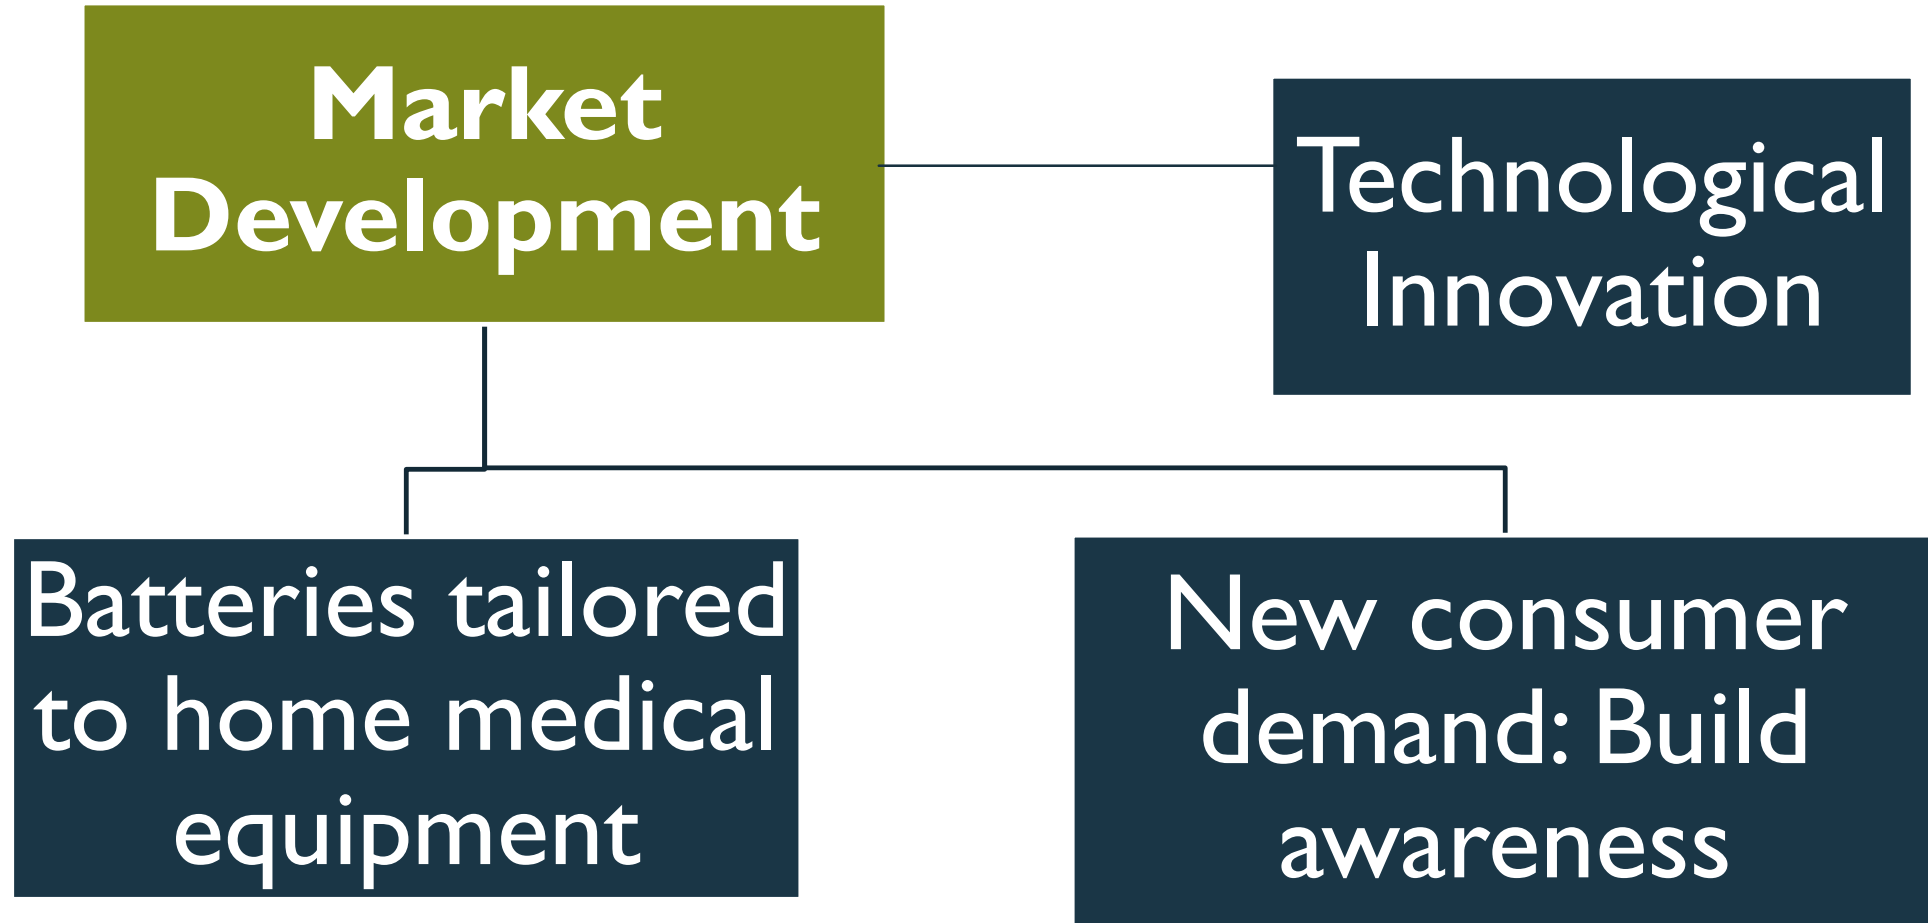 Market
Development
Technological
Innovation
Batteries tailored
to home medical
equipment
New consumer
demand: Build
awareness